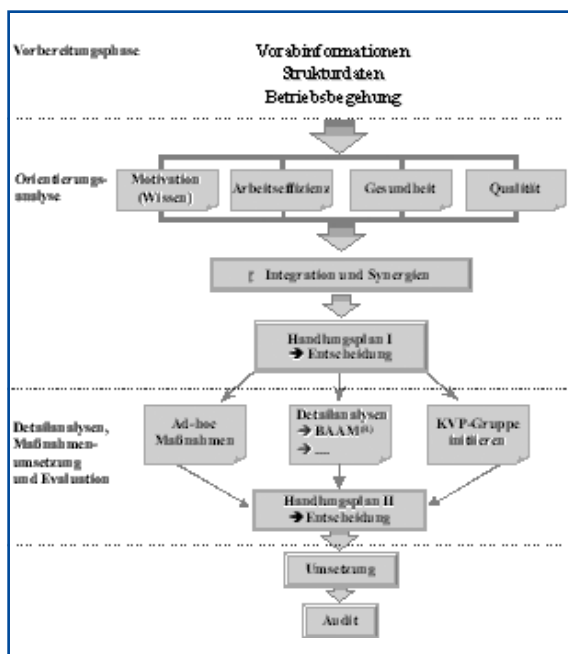 Vorbereitungsphase
Vorabinformationen
Strukturdaten
Betriebsbegehung
Orientierungs-
analyse
Motivation
(Wissen)
Arbeitseffizienz
Gesundheit
Qualität
Integration und Synergien
Handlungsplan I
➔ Entscheidung
Detailanalysen,
Maßnahmen-
umsetzung
und Evaluation
Ad-hoc
Maßnahmen
Detailanalysen
➔ BAAM
➔ ...
KVP-Gruppe
initiieren
Handlungsplan II
➔ Entscheidung
Umsetzung
Audit